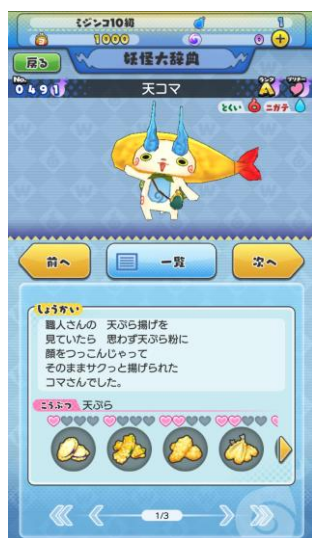 ミジンコ10級
1
1000
0
戻る
妖怪大辞典
No.
0491
天コマ
ランク
A
とくい
ニガテ
前へ
一覧
次へ
しょうかい
職人さんの 天ぷら揚げを
見ていたら 思わず天ぷら粉に
顔をつっこんじゃって
そのままサクっと揚げられた
コマさんでした。
こうぶつ 天ぷら
1/3